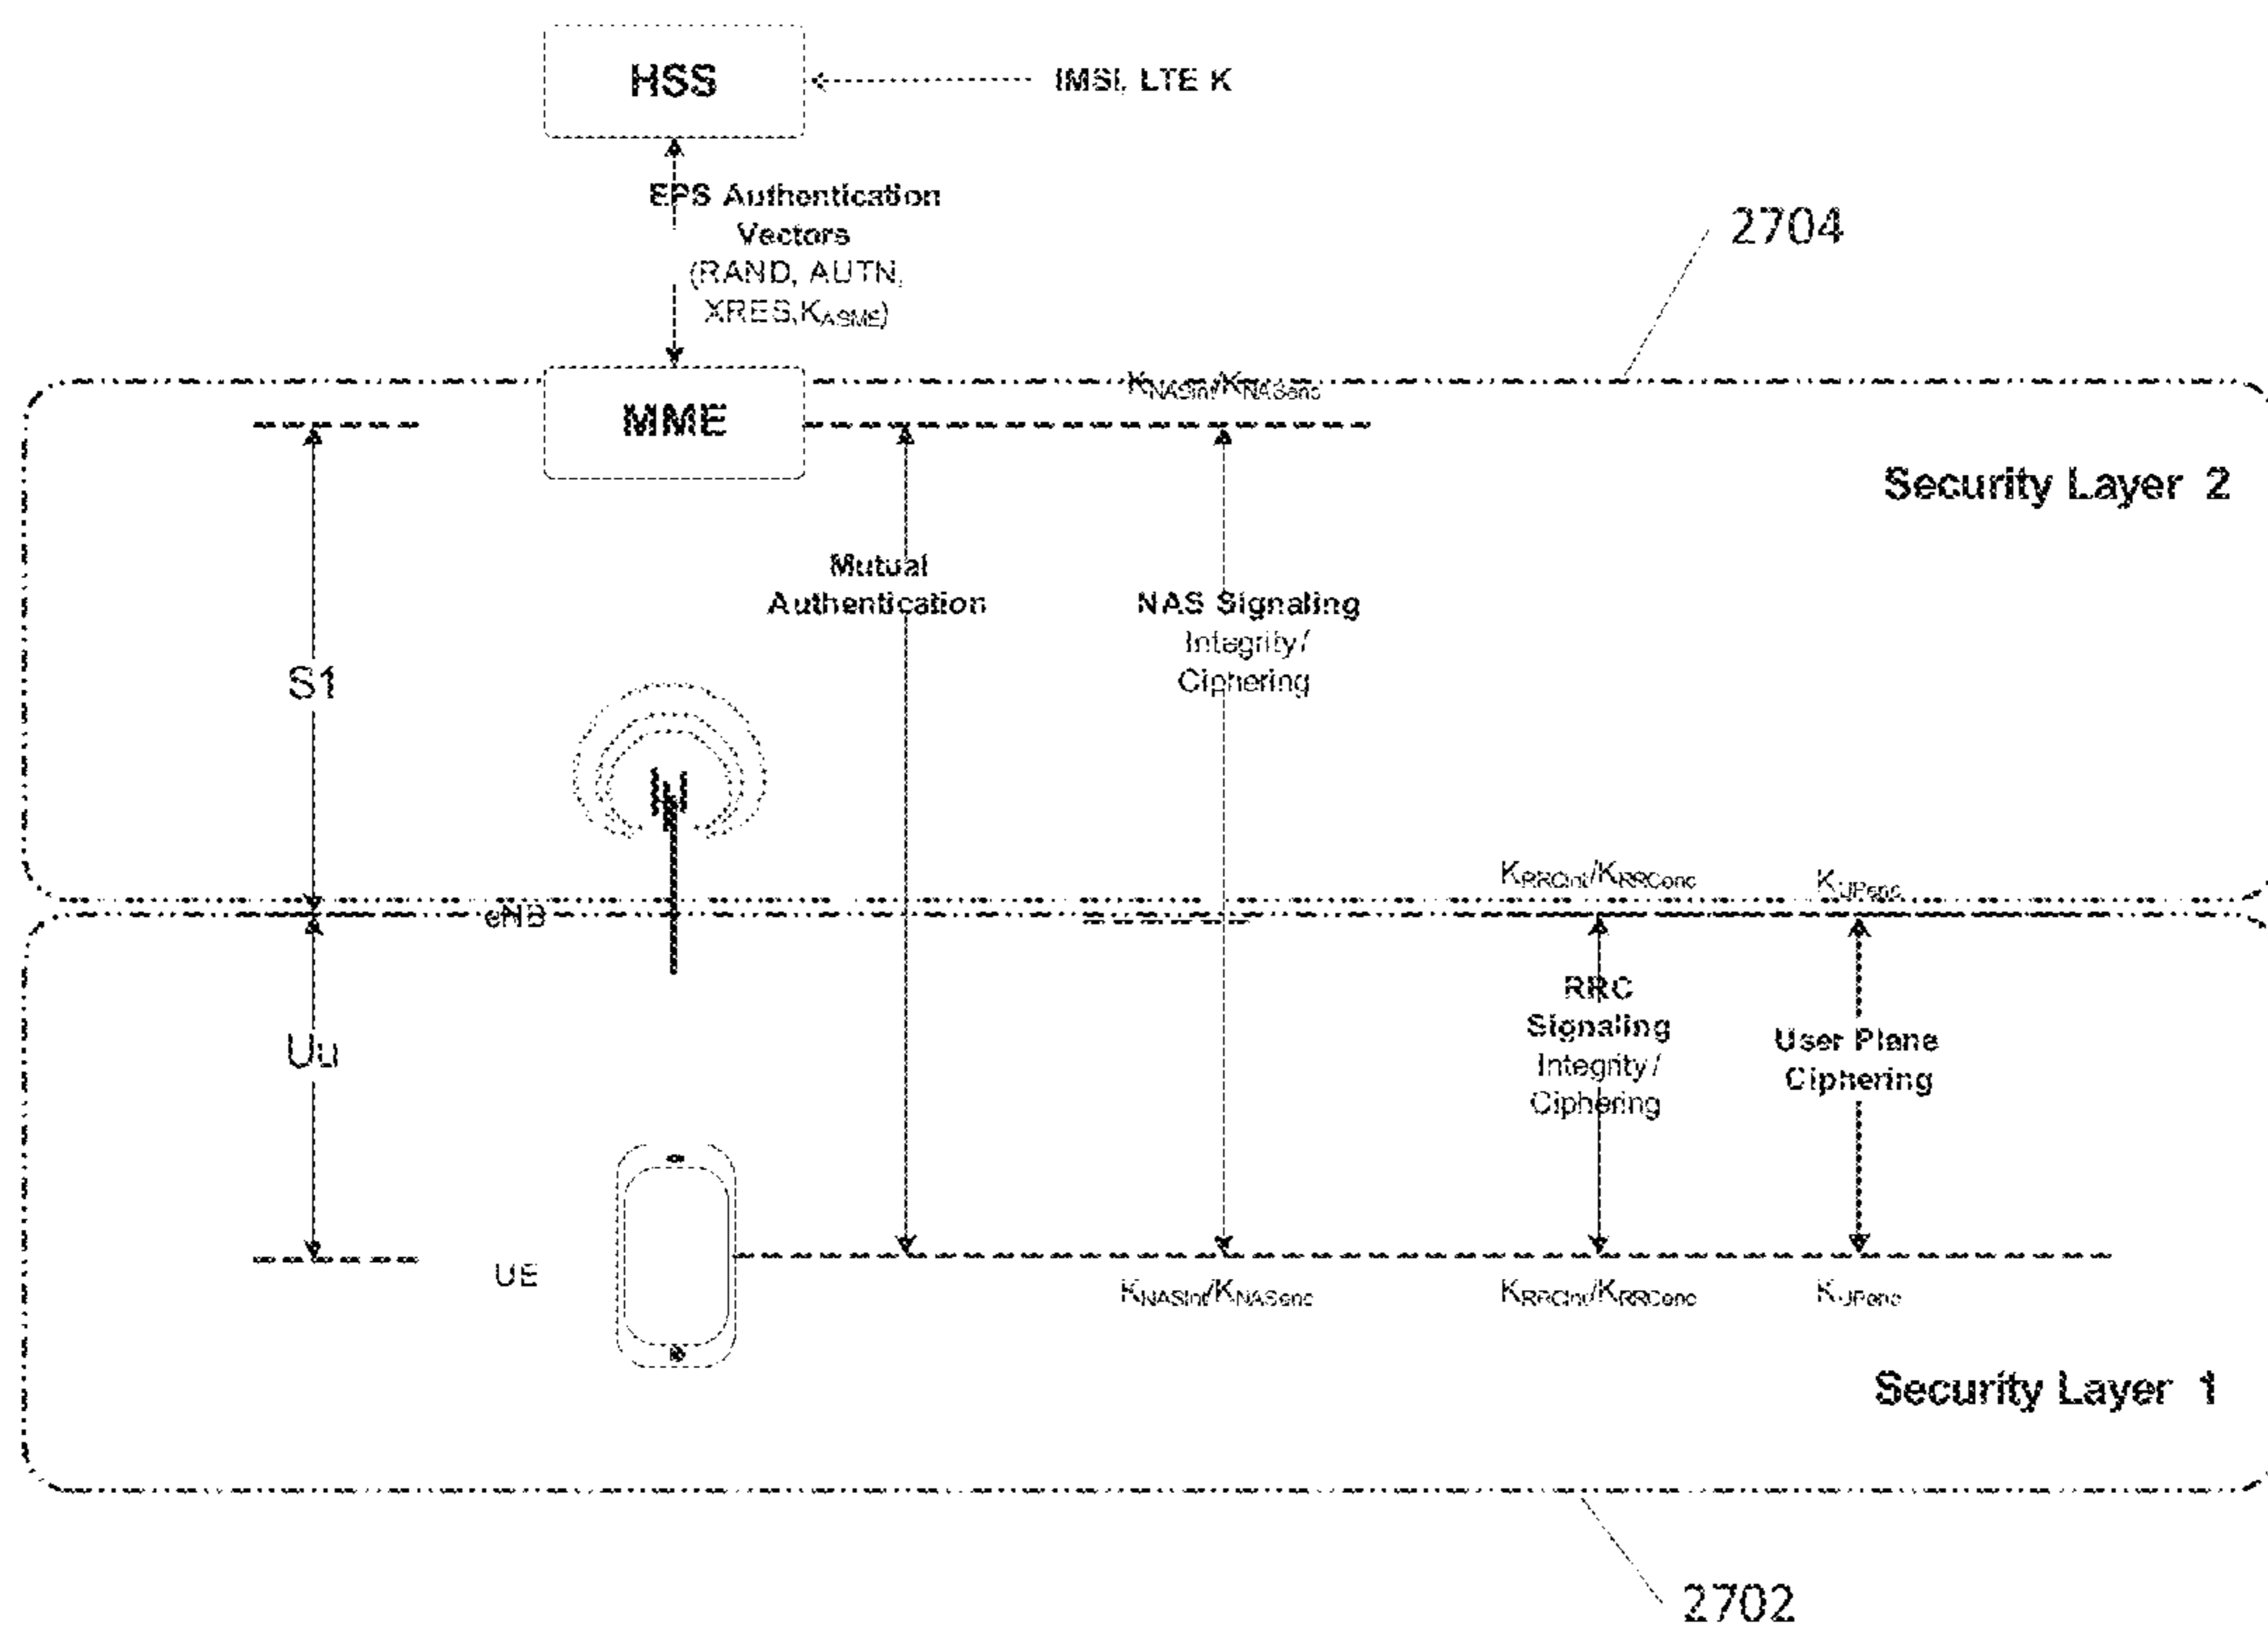 HSS
IMSI, LTE K
EPS Authentication
Vectors
(RAND, AUTN,
XRES,KASME)
2704
KNASint/KNASenc
MME
Security Layer 2
Mutual
Authentication
NAS Signaling
Integrity/
Ciphering
S1
KRRCint/KRRCenc
KUPenc
eNB
RRC
Signaling
Integrity/
Ciphering
User Plane
Ciphering
Uu
UE
KNASint/KNASenc
KRRCint/KRRCenc
KUPenc
Security Layer 1
2702